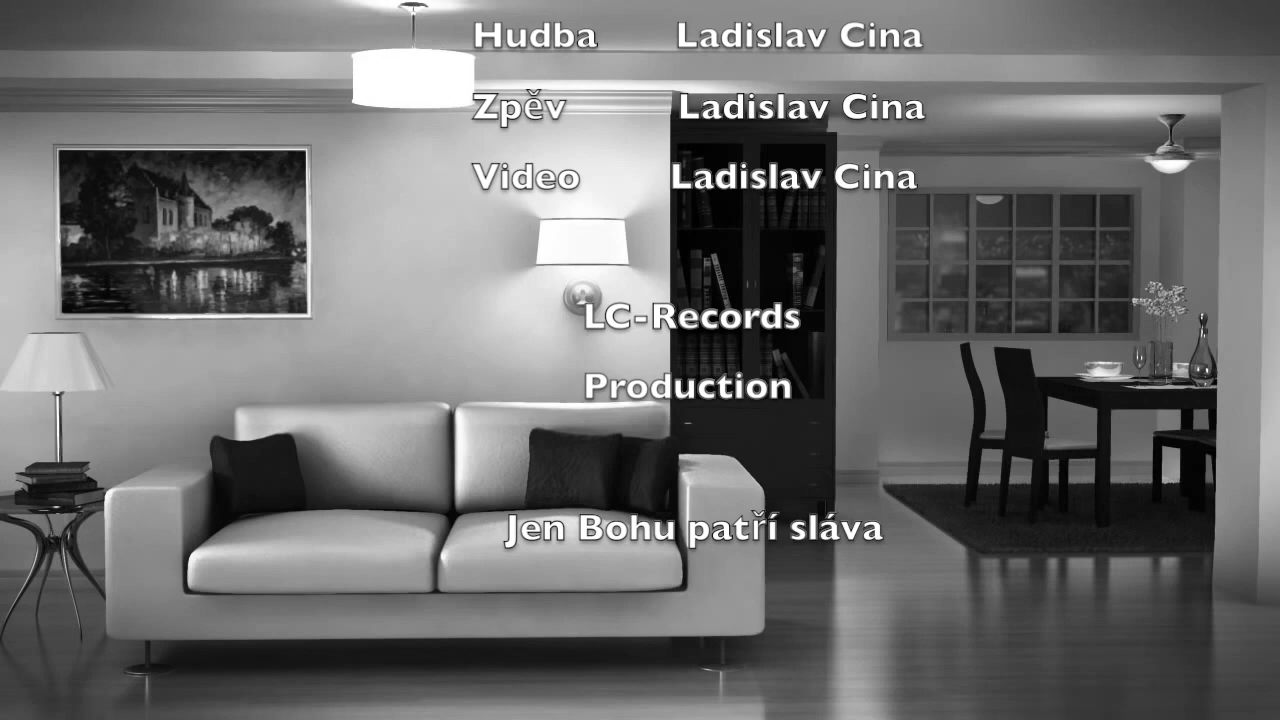 Hudba Ladislav Cina
Zpěv Ladislav Cina
Video Ladislav Cina
LC-Records
Production
Jen Bohu patří sláva